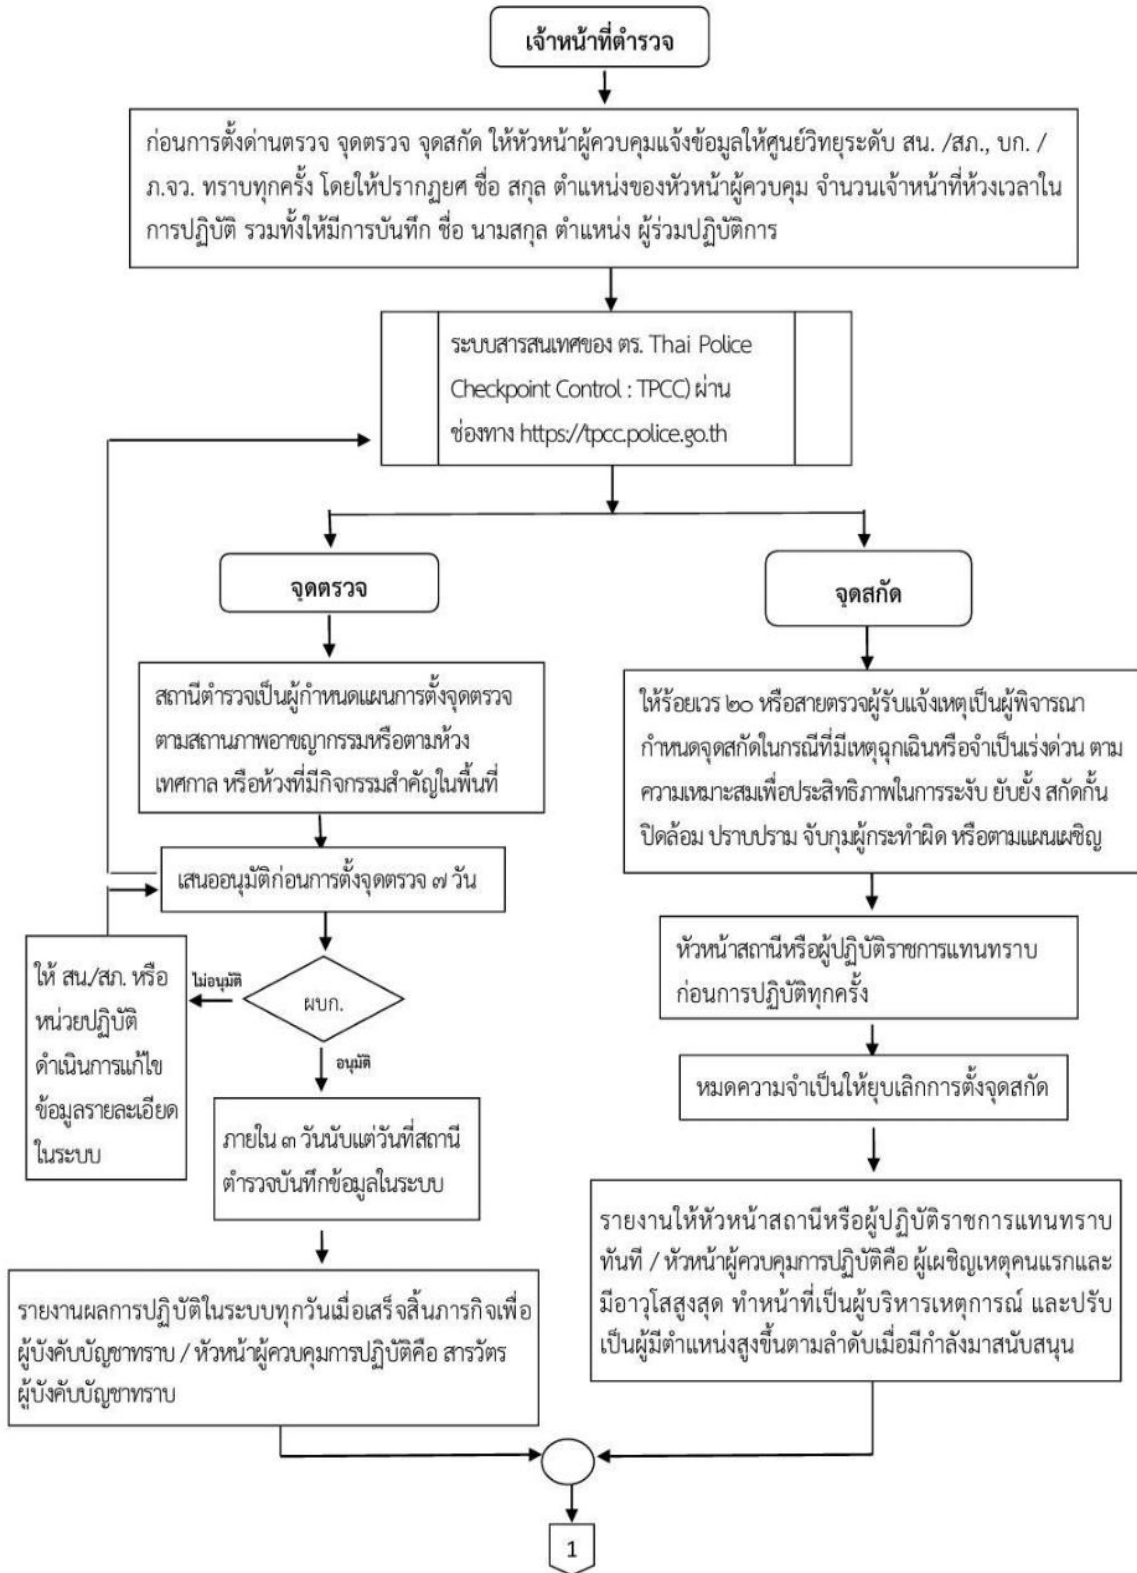 เจ้าหน้าที่ตำรวจ
ก่อนการตั้งด่านตรวจ จุดตรวจ จุดสกัด ให้หัวหน้าผู้ควบคุมแจ้งข้อมูลให้ศูนย์วิทยุระดับ สน. /สภ., บก. /
ภ.จว. ทราบทุกครั้ง โดยให้ปรากฏยศ ชื่อ สกุล ตำแหน่งของหัวหน้าผู้ควบคุม จำนวนเจ้าหน้าที่ห้วงเวลาใน
การปฏิบัติ รวมทั้งให้มีการบันทึก ชื่อ นามสกุล ตำแหน่ง ผู้ร่วมปฏิบัติการ
ระบบสารสนเทศของ ตร. Thai Police
Checkpoint Control : TPCC) ผ่าน
ช่องทาง https://tpcc.police.go.th
จุดตรวจ
สถานีตำรวจเป็นผู้กำหนดแผนการตั้งจุดตรวจ
ตามสถานภาพอาชญากรรมหรือตามห้วง
เทศกาล หรือห้วงที่มีกิจกรรมสำคัญในพื้นที่
เสนออนุมัติก่อนการตั้งจุดตรวจ ๗ วัน
ผบก.
ไม่อนุมัติ
ให้ สน./สภ. หรือ
หน่วยปฏิบัติ
ดำเนินการแก้ไข
ข้อมูลรายละเอียด
ในระบบ
อนุมัติ
ภายใน ๓ วันนับแต่วันที่สถานี
ตำรวจบันทึกข้อมูลในระบบ
รายงานผลการปฏิบัติในระบบทุกวันเมื่อเสร็จสิ้นภารกิจเพื่อ
ผู้บังคับบัญชาทราบ / หัวหน้าผู้ควบคุมการปฏิบัติคือ สารวัตร
ผู้บังคับบัญชาทราบ
จุดสกัด
ให้ร้อยเวร ๒๐ หรือสายตรวจผู้รับแจ้งเหตุเป็นผู้พิจารณา
กำหนดจุดสกัดในกรณีที่มีเหตุฉุกเฉินหรือจำเป็นเร่งด่วน ตาม
ความเหมาะสมเพื่อประสิทธิภาพในการระงับ ยับยั้ง สกัดกั้น
ปิดล้อม ปราบปราม จับกุมผู้กระทำผิด หรือตามแผนเผชิญ
หัวหน้าสถานีหรือผู้ปฏิบัติราชการแทนทราบ
ก่อนการปฏิบัติทุกครั้ง
หมดความจำเป็นให้ยุบเลิกการตั้งจุดสกัด
รายงานให้หัวหน้าสถานีหรือผู้ปฏิบัติราชการแทนทราบ
ทันที / หัวหน้าผู้ควบคุมการปฏิบัติคือ ผู้เผชิญเหตุคนแรกและ
มีอาวุโสสูงสุด ทำหน้าที่เป็นผู้บริหารเหตุการณ์ และปรับ
เป็นผู้มีตำแหน่งสูงขึ้นตามลำดับเมื่อมีกำลังมาสนับสนุน
1